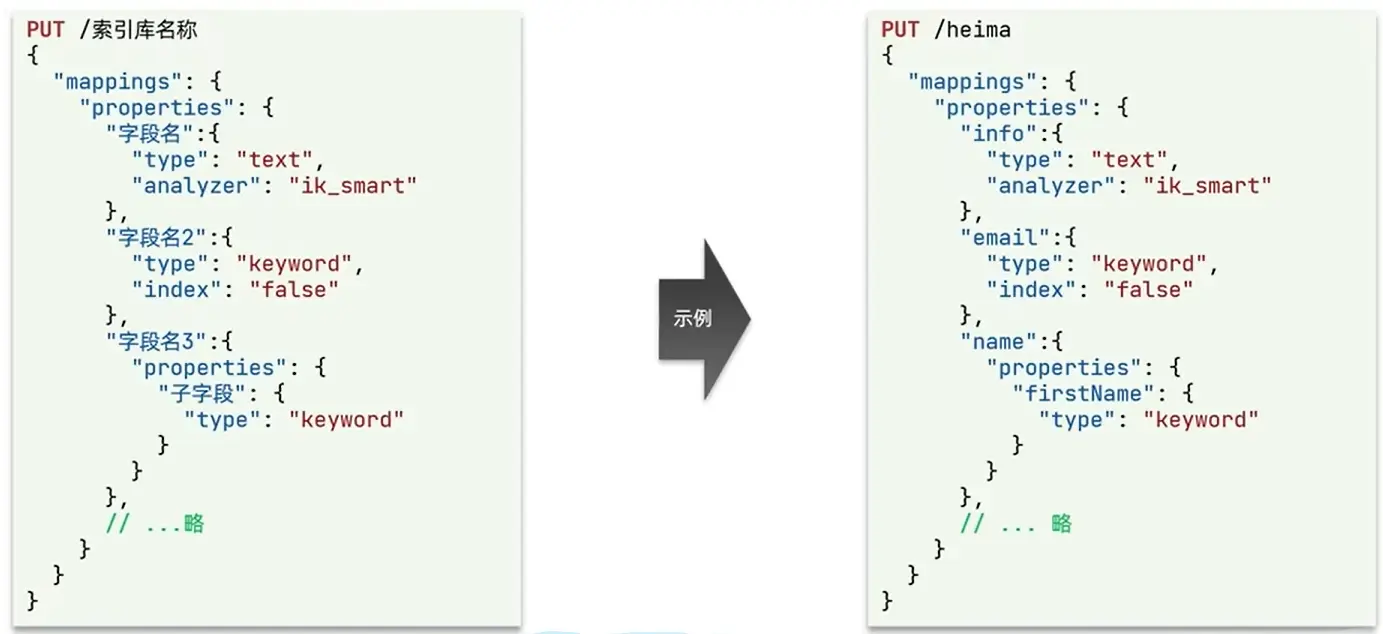 PUT /索引库名称
{
  "mappings": {
    "properties": {
      "字段名":{
        "type": "text",
        "analyzer": "ik_smart"
      },
      "字段名2":{
        "type": "keyword",
        "index": "false"
      },
      "字段名3":{
        "properties": {
          "子字段": {
            "type": "keyword"
          }
        }
      },
      // ...略
    }
  }
}
示例
PUT /heima
{
  "mappings": {
    "properties": {
      "info":{
        "type": "text",
        "analyzer": "ik_smart"
      },
      "email":{
        "type": "keyword",
        "index": "false"
      },
      "name":{
        "properties": {
          "firstName": {
            "type": "keyword"
          }
        }
      },
      // ... 略
    }
  }
}